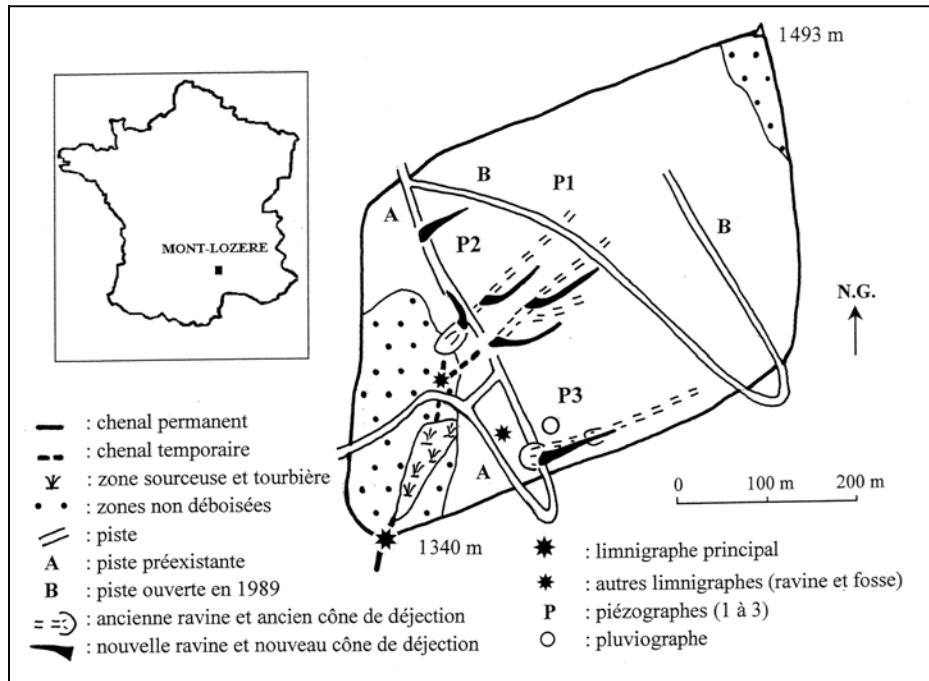 1493 m
MONT-LOZERE
B
P1
A
P2
B
N.G.
P3
A
0 100 m 200 m
1340 m
: chenal permanent
: chenal temporaire
: zone sourceuse et tourbière
: zones non déboisées
: piste
A : piste préexistante
B : piste ouverte en 1989
: ancienne ravine et ancien cône de déjection
: nouvelle ravine et nouveau cône de déjection
: limnigraphe principal
: autres limnigraphes (ravine et fosse)
P : piézographes (1 à 3)
: pluviographe